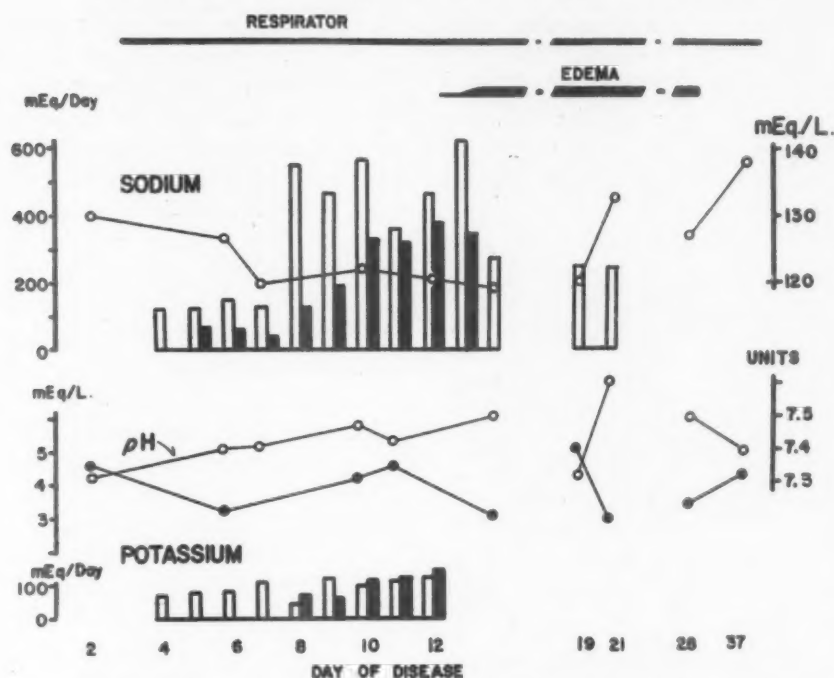 RESPIRATOR
EDEMA
mEq/Day
mEq/L.
600
400
200
0
SODIUM
140
130
120
mEq/L.
UNITS
5
4
3
pH
7.5
7.4
7.3
POTASSIUM
mEq/Day
100
0
2 4 6 8 10 12 19 21 28 37
DAY OF DISEASE